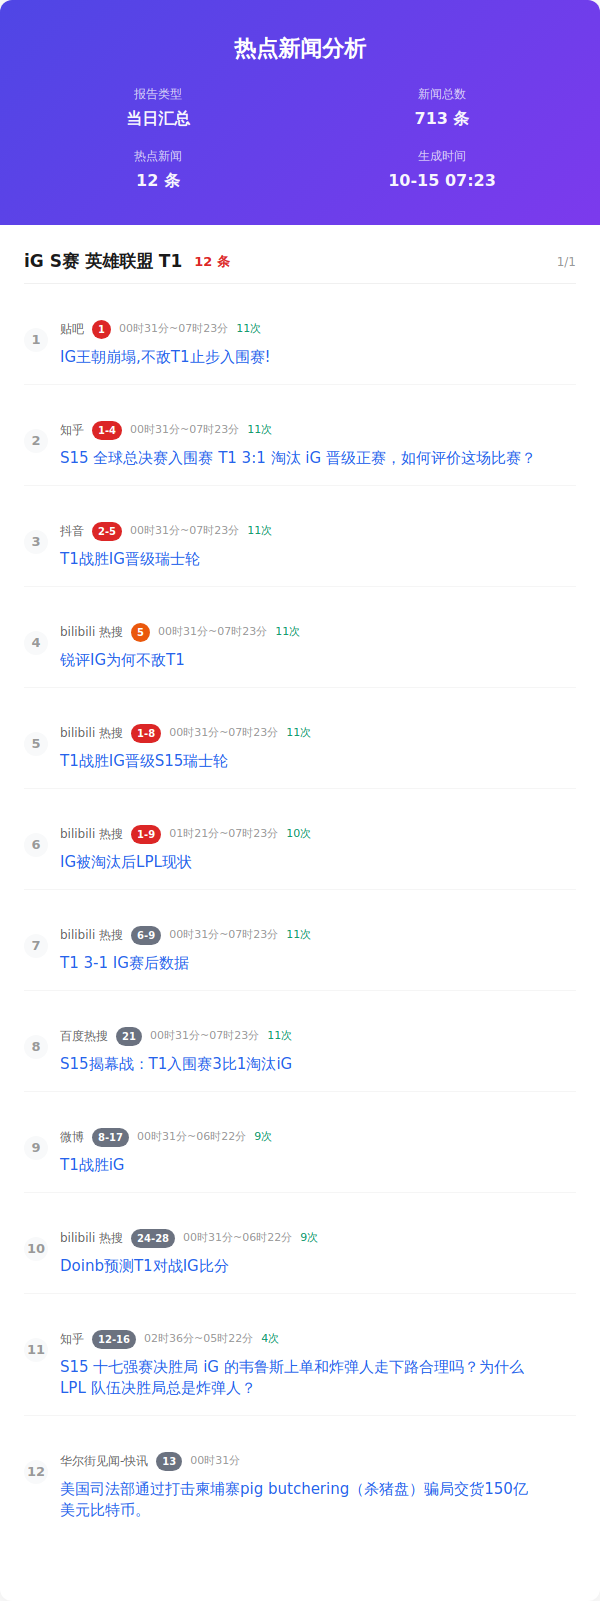 热点新闻分析
报告类型
新闻总数
当日汇总
713 条
热点新闻
生成时间
12 条
10-15 07:23
iG S赛 英雄联盟 T1 12 条 1/1
1
贴吧 1 00时31分~07时23分 11次
IG王朝崩塌,不敌T1止步入围赛!
2
知乎 1-4 00时31分~07时23分 11次
S15 全球总决赛入围赛 T1 3:1 淘汰 iG 晋级正赛，如何评价这场比赛？
3
抖音 2-5 00时31分~07时23分 11次
T1战胜IG晋级瑞士轮
4
bilibili 热搜 5 00时31分~07时23分 11次
锐评IG为何不敌T1
5
bilibili 热搜 1-8 00时31分~07时23分 11次
T1战胜IG晋级S15瑞士轮
6
bilibili 热搜 1-9 01时21分~07时23分 10次
IG被淘汰后LPL现状
7
bilibili 热搜 6-9 00时31分~07时23分 11次
T1 3-1 IG赛后数据
8
百度热搜 21 00时31分~07时23分 11次
S15揭幕战：T1入围赛3比1淘汰iG
9
微博 8-17 00时31分~06时22分 9次
T1战胜iG
10
bilibili 热搜 24-28 00时31分~06时22分 9次
Doinb预测T1对战IG比分
11
知乎 12-16 02时36分~05时22分 4次
S15 十七强赛决胜局 iG 的韦鲁斯上单和炸弹人走下路合理吗？为什么
LPL 队伍决胜局总是炸弹人？
12
华尔街见闻-快讯 13 00时31分
美国司法部通过打击柬埔寨pig butchering（杀猪盘）骗局交货150亿
美元比特币。